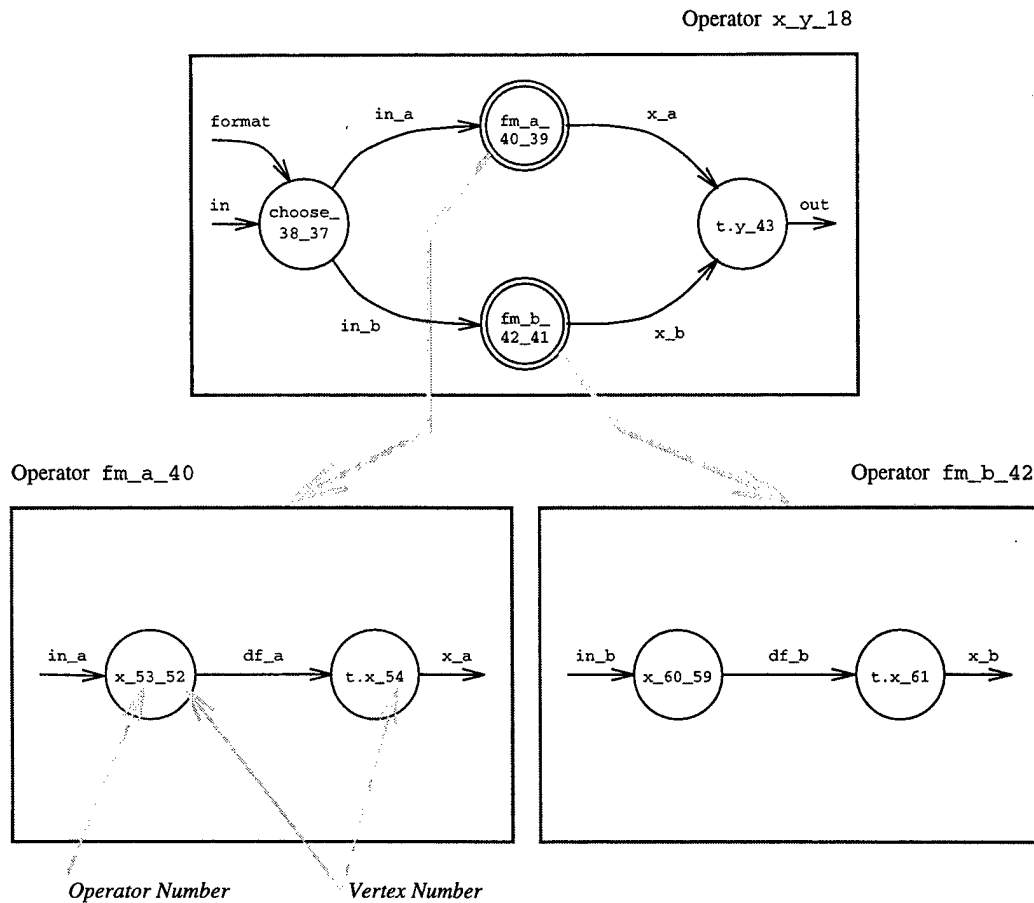 Operator x_y_18
format
in
choose_
38_37
in_a
fm_a_
40_39
x_a
t.y_43
out
in_b
fm_b_
42_41
x_b
Operator fm_a_40
Operator fm_b_42
in_a
x_53_52
df_a
t.x_54
x_a
in_b
x_60_59
df_b
t.x_61
x_b
Operator Number
Vertex Number